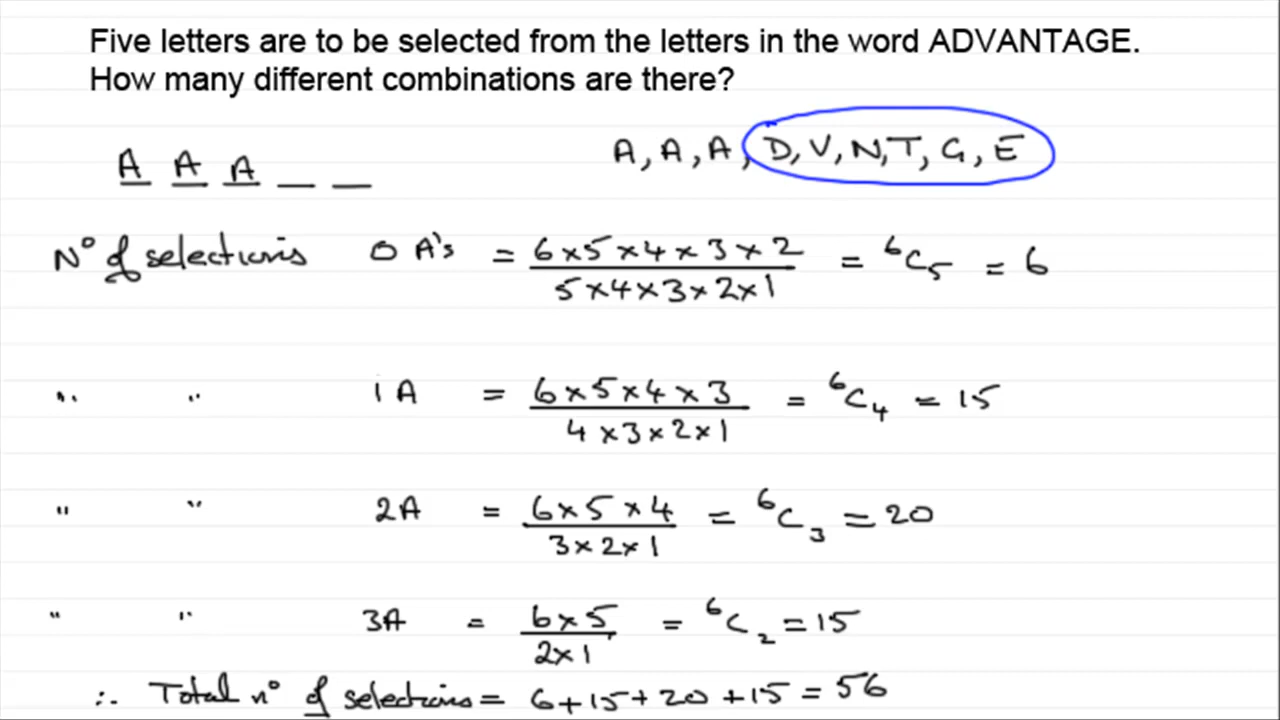 Five letters are to be selected from the letters in the word ADVANTAGE.
How many different combinations are there?
A, A, A, D, V, N, T, G, E
A A A _ _
Nº of selections 0 A's = 6×5×4×3×2 / 5×4×3×2×1 = ⁶C₅ = 6
" " 1A = 6×5×4×3 / 4×3×2×1 = ⁶C₄ = 15
" " 2A = 6×5×4 / 3×2×1 = ⁶C₃ = 20
" " 3A = 6×5 / 2×1 = ⁶C₂ = 15
∴ Total nº of selections = 6+15+20+15 = 56